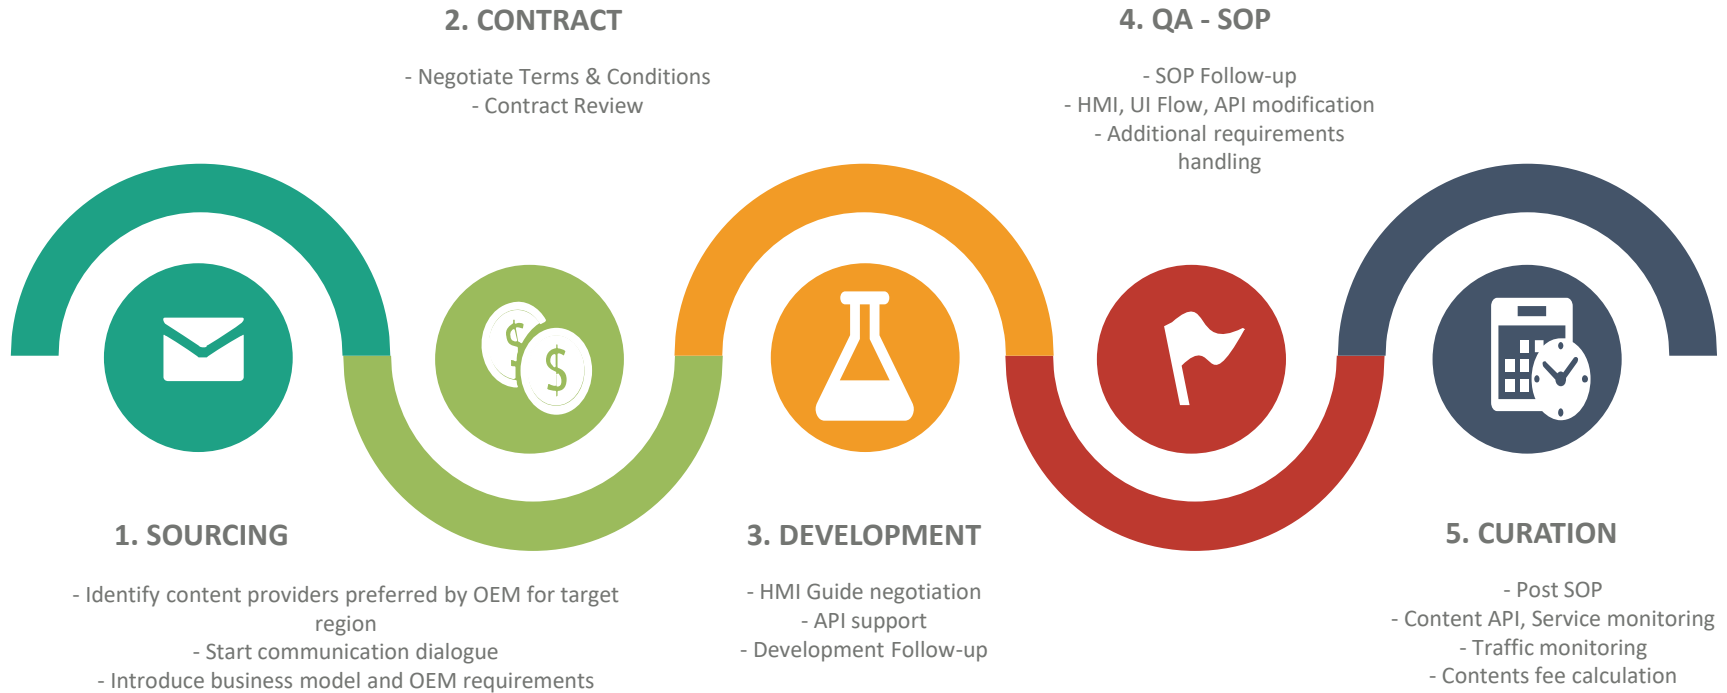 2. CONTRACT
- Negotiate Terms & Conditions
- Contract Review
4. QA - SOP
- SOP Follow-up
- HMI, UI Flow, API modification
- Additional requirements
handling
$
$
1. SOURCING
- Identify content providers preferred by OEM for target
region
- Start communication dialogue
- Introduce business model and OEM requirements
3. DEVELOPMENT
- HMI Guide negotiation
- API support
- Development Follow-up
5. CURATION
- Post SOP
- Content API, Service monitoring
- Traffic monitoring
- Contents fee calculation